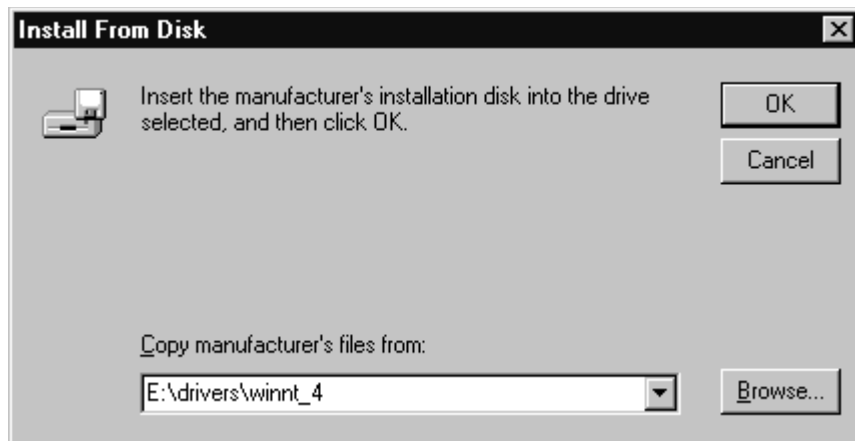 Install From Disk
Insert the manufacturer's installation disk into the drive
selected, and then click OK.
OK
Cancel
Copy manufacturer's files from:
E:\drivers\winnt_4
Browse...